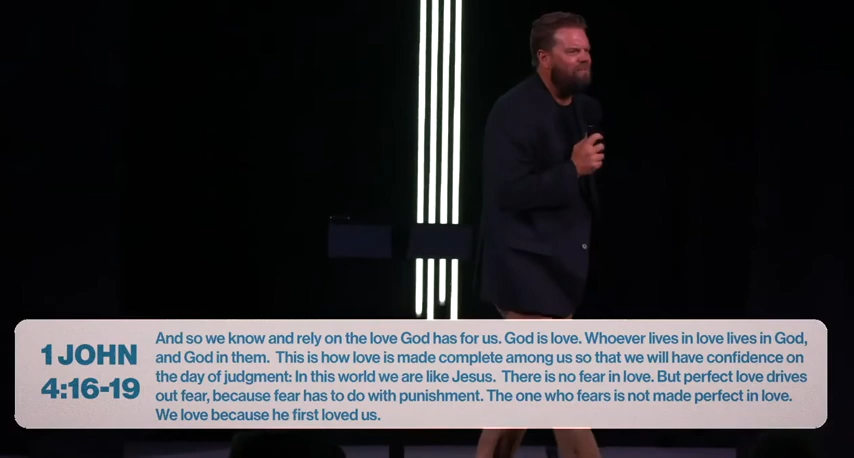 1 JOHN
4:16-19
And so we know and rely on the love God has for us. God is love. Whoever lives in love lives in God,
and God in them. This is how love is made complete among us so that we will have confidence on
the day of judgment: In this world we are like Jesus. There is no fear in love. But perfect love drives
out fear, because fear has to do with punishment. The one who fears is not made perfect in love.
We love because he first loved us.